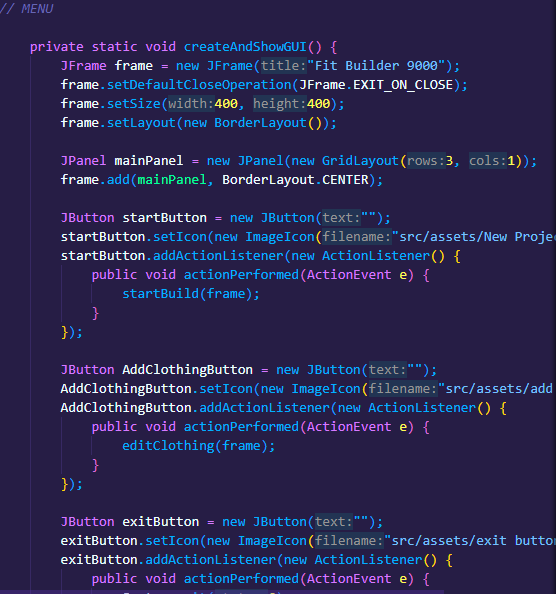 // MENU
private static void createAndShowGUI() {
JFrame frame = new JFrame(title:"Fit Builder 9000");
frame.setDefaultCloseOperation(JFrame.EXIT_ON_CLOSE);
frame.setSize(width:400, height:400);
frame.setLayout(new BorderLayout());
JPanel mainPanel = new JPanel(new GridLayout(rows:3, cols:1));
frame.add(mainPanel, BorderLayout.CENTER);
JButton startButton = new JButton(text:"");
startButton.setIcon(new ImageIcon(filename:"src/assets/New Projec
startButton.addActionListener(new ActionListener() {
public void actionPerformed(ActionEvent e) {
startBuild(frame);
}
});
JButton AddClothingButton = new JButton(text:"");
AddClothingButton.setIcon(new ImageIcon(filename:"src/assets/add
AddClothingButton.addActionListener(new ActionListener() {
public void actionPerformed(ActionEvent e) {
editClothing(frame);
}
});
JButton exitButton = new JButton(text:"");
exitButton.setIcon(new ImageIcon(filename:"src/assets/exit button
exitButton.addActionListener(new ActionListener() {
public void actionPerformed(ActionEvent e) {